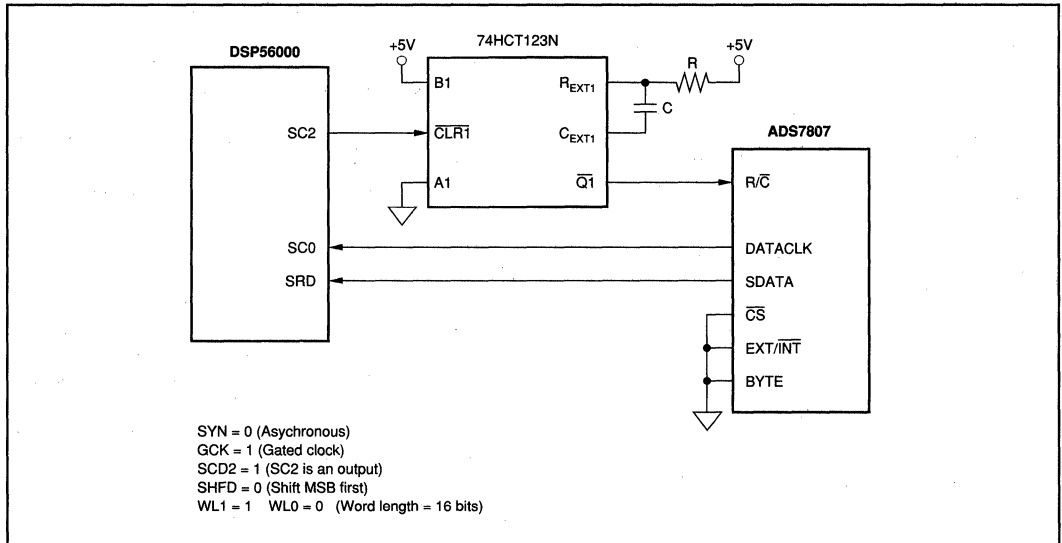 DSP56000
SC2
SC0
SRD
74HCT123N
+5V
B1
CLR1
A1
REXT1
CEXT1
Q1
R
C
+5V
ADS7807
R/C
DATACLK
SDATA
CS
EXT/INT
BYTE
SYN = 0 (Asychronous)
GCK = 1 (Gated clock)
SCD2 = 1 (SC2 is an output)
SHFD = 0 (Shift MSB first)
WL1 = 1 WL0 = 0 (Word length = 16 bits)